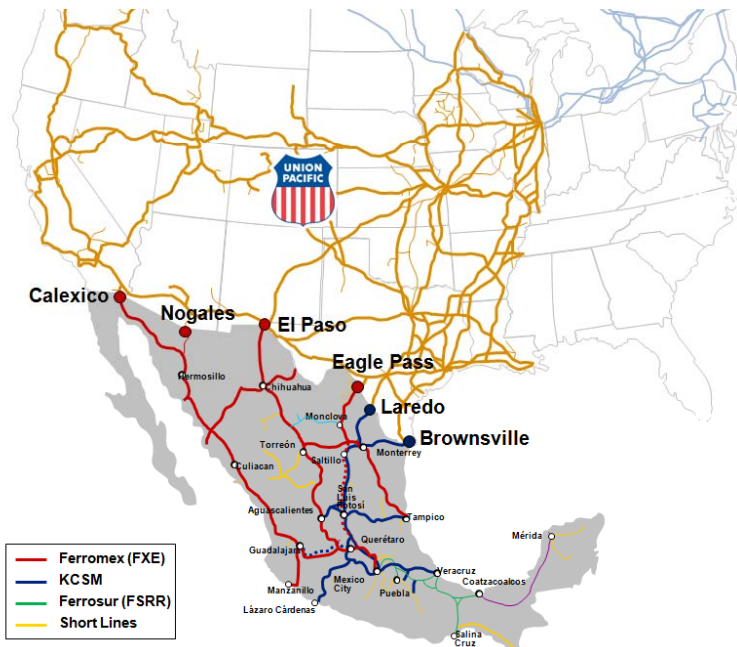 UNION
PACIFIC
Calexico
Nogales
El Paso
Eagle Pass
Laredo
Brownsville
Hermosillo
Chihuahua
Monclova
Torreón
Saltillo
Monterrey
Culiacan
San
Luis
Potosí
Aguascalientes
Tampico
Mérida
Querétaro
Guadalajara
Veracruz
Coatzacoalcos
Mexico
City
Puebla
Manzanillo
Lázaro Cárdenas
Salina
Cruz
Ferromex (FXE)
KCSM
Ferrosur (FSRR)
Short Lines